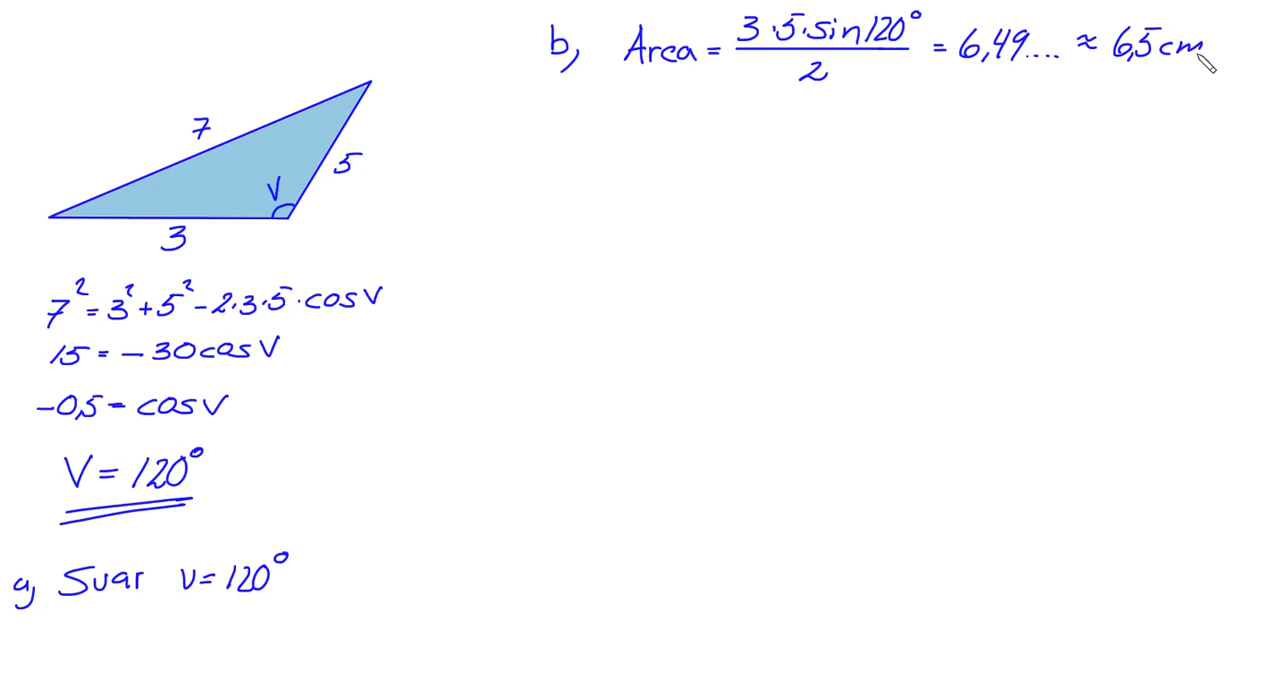 b) Area = 3·5·sin120° / 2 = 6,49.... ≈ 6,5cm
7
5
V
3
7² = 3² + 5² - 2·3·5·cosV
15 = - 30cosV
-0,5 = cosV
V = 120°
a) Svar v = 120°